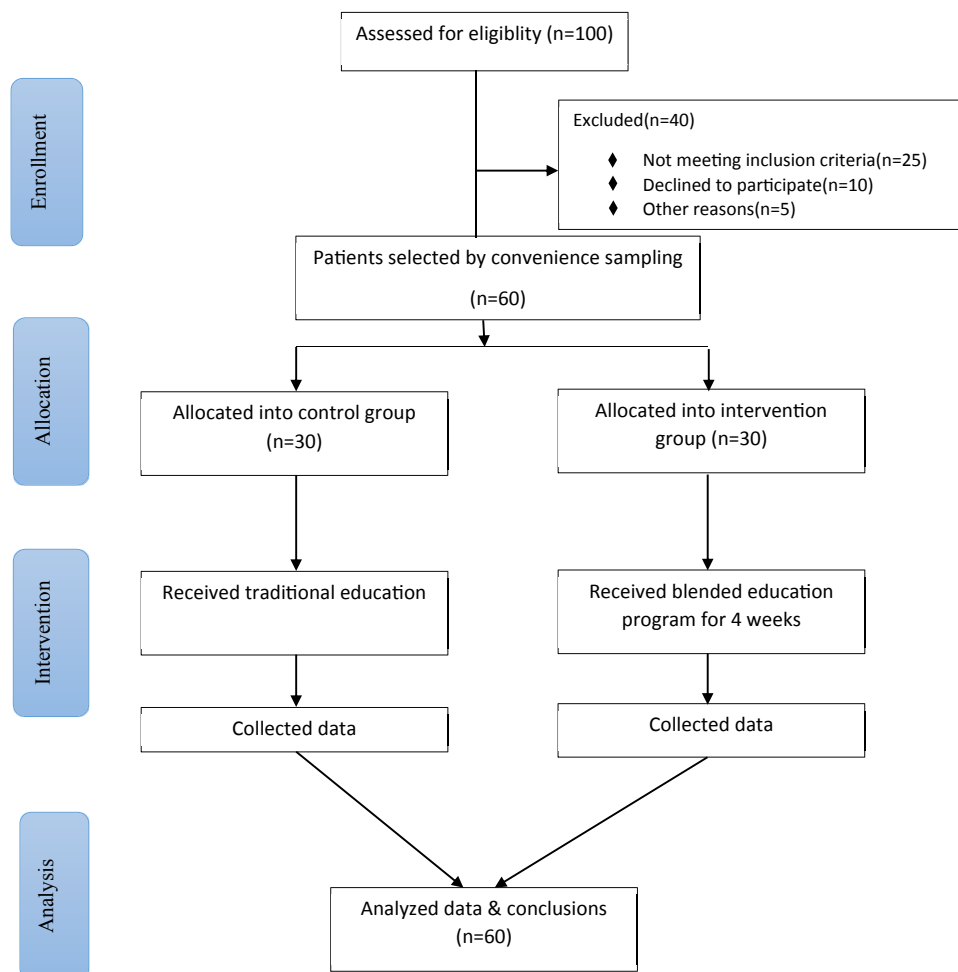 Assessed for eligiblity (n=100)
Enrollment
Excluded(n=40)
♦ Not meeting inclusion criteria(n=25)
♦ Declined to participate(n=10)
♦ Other reasons(n=5)
Patients selected by convenience sampling
(n=60)
Allocation
Allocated into control group
(n=30)
Allocated into intervention
group (n=30)
Intervention
Received traditional education
Received blended education
program for 4 weeks
Collected data
Collected data
Analysis
Analyzed data & conclusions
(n=60)